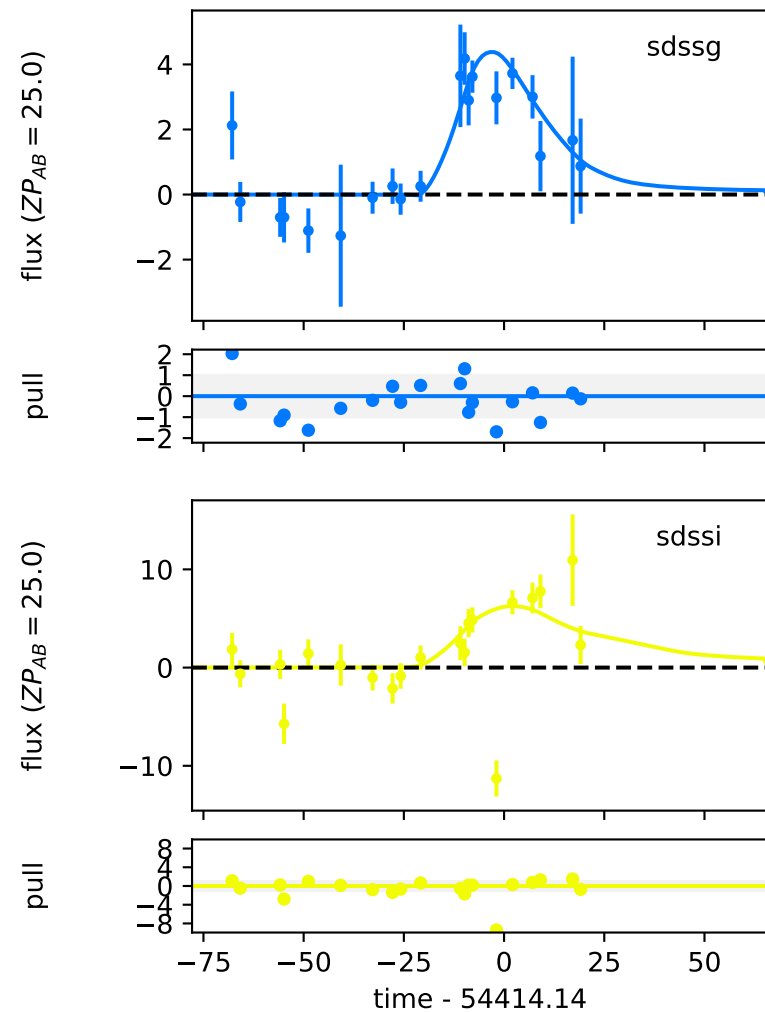 sdssg
flux (ZP_AB = 25.0)
4
2
0
−2
pull
2
1
0
−1
−2
sdssi
flux (ZP_AB = 25.0)
10
0
−10
pull
8
4
0
−4
−8
−75 −50 −25 0 25 50
time - 54414.14